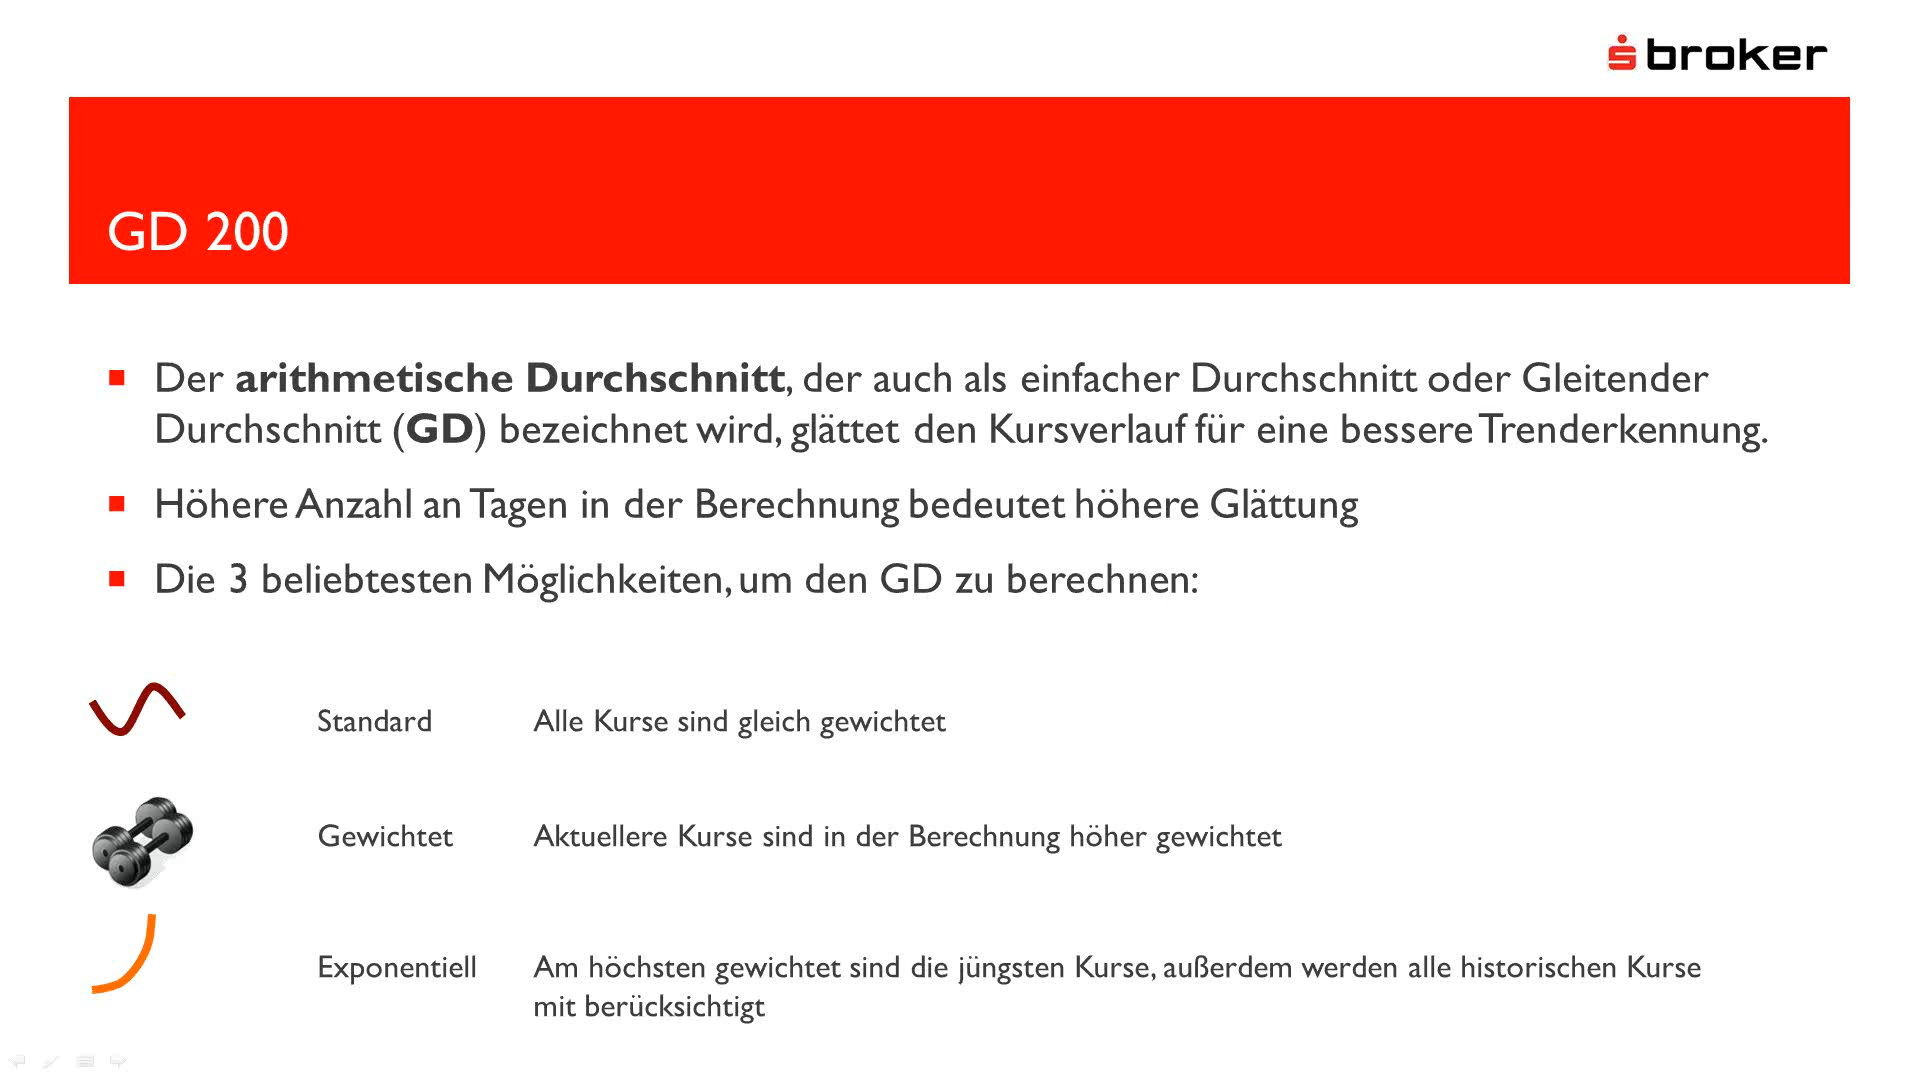 broker
GD 200
Der arithmetische Durchschnitt, der auch als einfacher Durchschnitt oder Gleitender
Durchschnitt (GD) bezeichnet wird, glättet den Kursverlauf für eine bessere Trenderkennung.
Höhere Anzahl an Tagen in der Berechnung bedeutet höhere Glättung
Die 3 beliebtesten Möglichkeiten, um den GD zu berechnen:
Standard Alle Kurse sind gleich gewichtet
Gewichtet Aktuellere Kurse sind in der Berechnung höher gewichtet
Exponentiell Am höchsten gewichtet sind die jüngsten Kurse, außerdem werden alle historischen Kurse
mit berücksichtigt